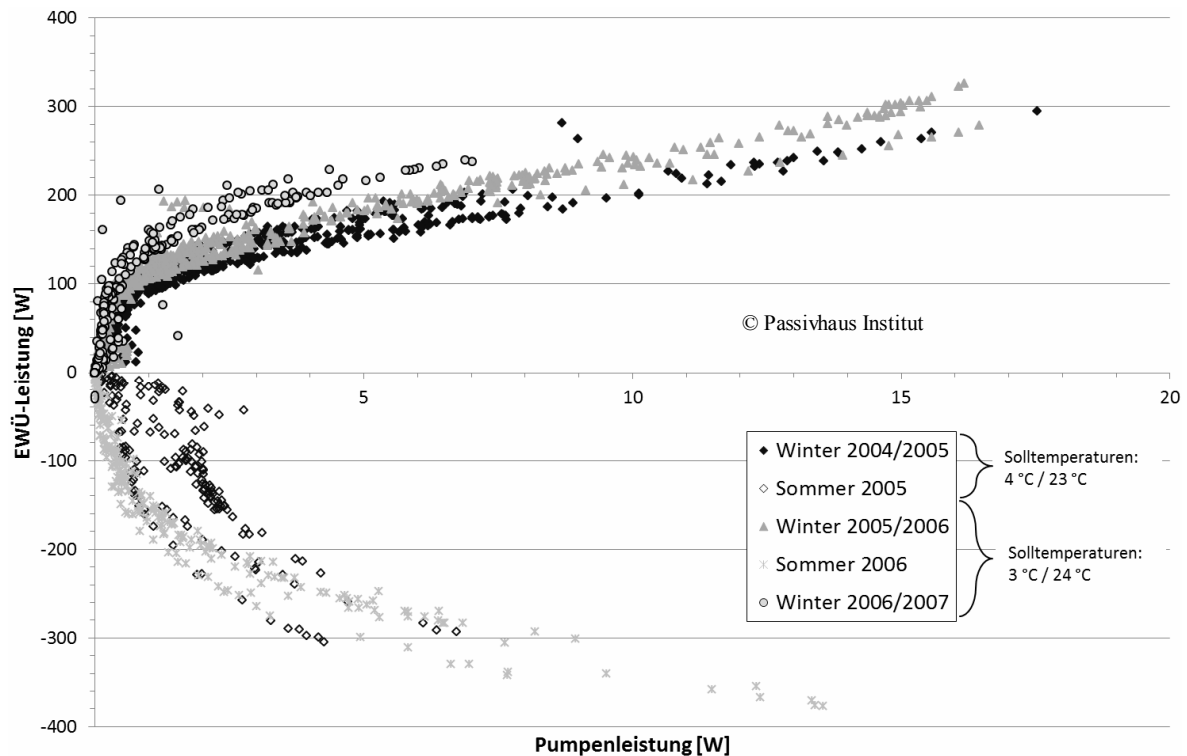 400
300
200
100
0
-100
-200
-300
-400
EWÜ-Leistung [W]
0
5
10
15
20
Pumpenleistung [W]
© Passivhaus Institut
Winter 2004/2005
Sommer 2005
Winter 2005/2006
Sommer 2006
Winter 2006/2007
Solltemperaturen:
4 °C / 23 °C
Solltemperaturen:
3 °C / 24 °C